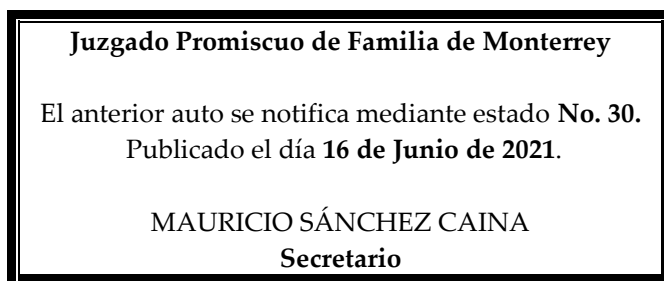 Juzgado Promiscuo de Familia de Monterrey
El anterior auto se notifica mediante estado No. 30.
Publicado el día 16 de Junio de 2021.
MAURICIO SÁNCHEZ CAINA
Secretario